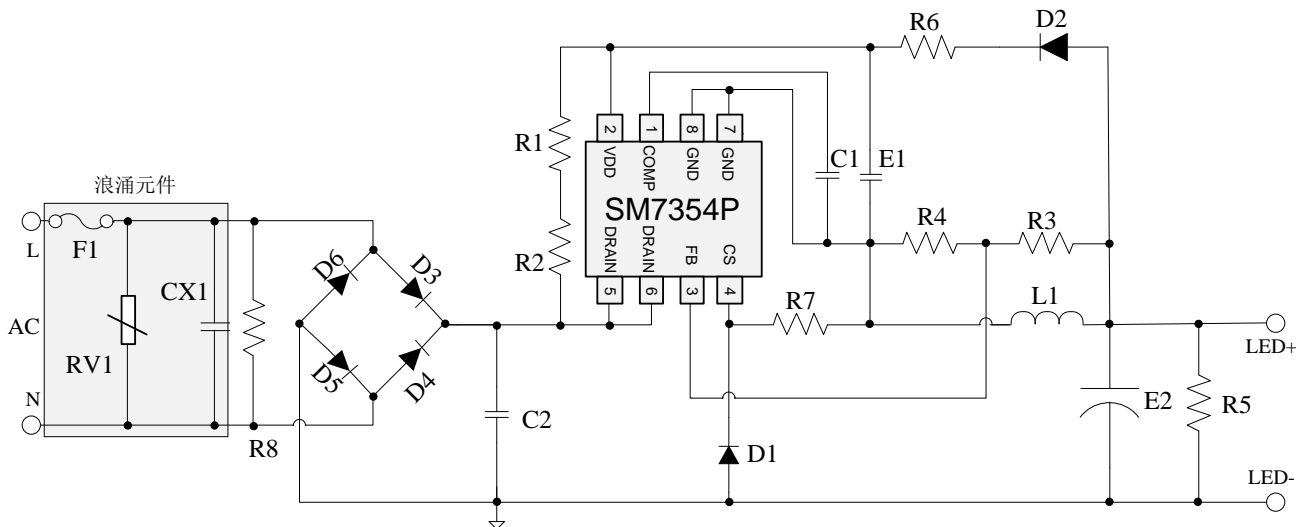 R6
D2
R1
2
1
8
7
VDD
COMP
GND
GND
C1
E1
浪涌元件
SM7354P
R4
R3
L
F1
R2
DRAIN
DRAIN
FB
CS
D6
D3
CX1
5
6
3
4
R7
L1
AC
LED+
RV1
D5
D4
N
C2
E2
R5
R8
D1
LED-